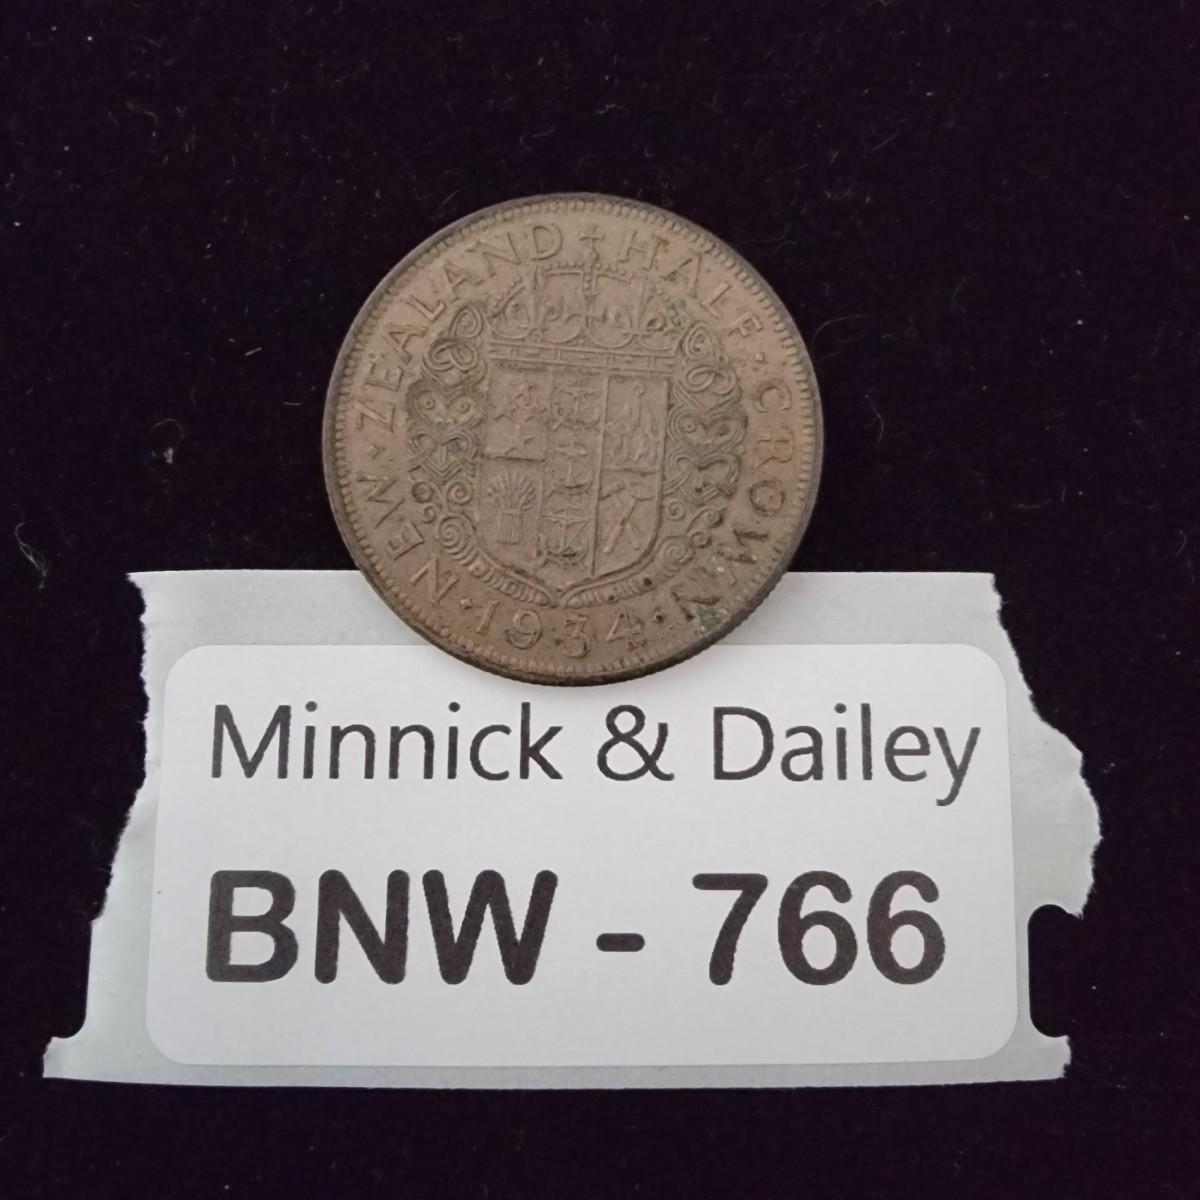 NEW · ZEALAND + HALF · CROWN
· 1934 ·
Minnick & Dailey
BNW - 766